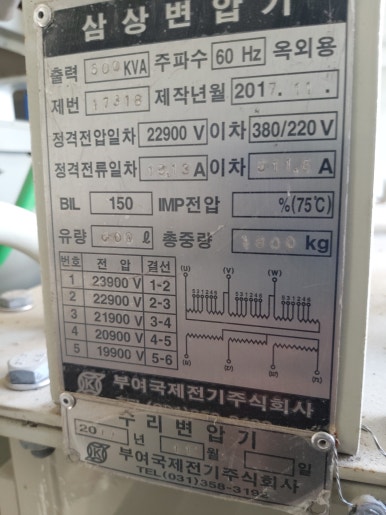 삼상변압기
출력 500 KVA 주파수 60 Hz 옥외용
제번 17318 제작년월 2017.
정격전압일차 22900 V 이차 380/220 V
정격전류일차 A 이차 A
BIL 150 IMP전압 %(75℃)
유량 ℓ 총중량 kg
번호 전압 결선
1 23900 V 1-2
2 22900 V 2-3
3 21900 V 3-4
4 20900 V 4-5
5 19900 V 5-6
(U) (V) (W)
부여국제전기주식회사
수리변압기
20 년 월 일
부여국제전기주식회사
TEL(031)358-319